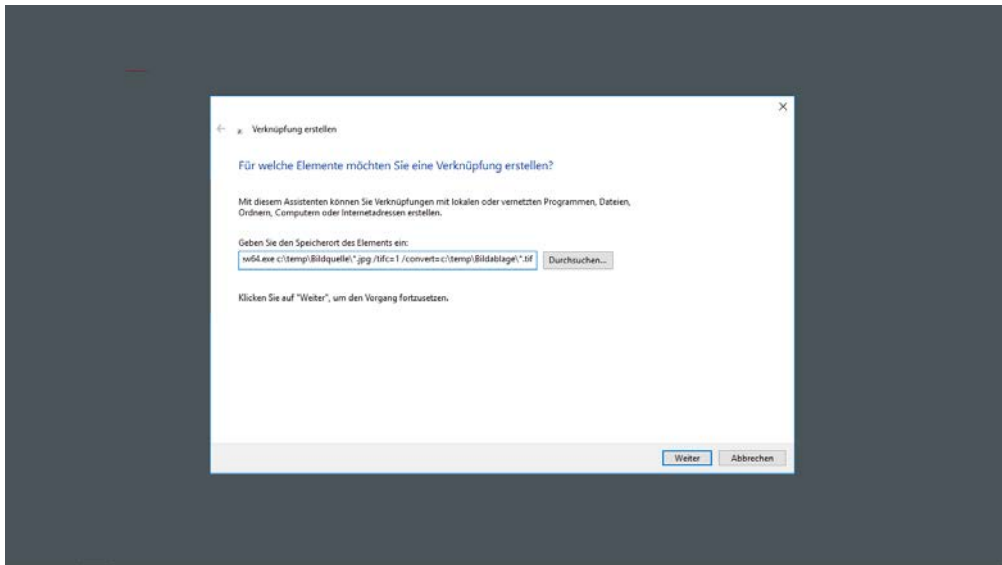 Verknüpfung erstellen
Für welche Elemente möchten Sie eine Verknüpfung erstellen?
Mit diesem Assistenten können Sie Verknüpfungen mit lokalen oder vernetzten Programmen, Dateien,
Ordnern, Computern oder Internetadressen erstellen.
Geben Sie den Speicherort des Elements ein:
w64.exe c:\temp\Bildquelle\*.jpg /tifc=1 /convert=c:\temp\Bildablage\*.tif
Durchsuchen...
Klicken Sie auf "Weiter", um den Vorgang fortzusetzen.
Weiter
Abbrechen